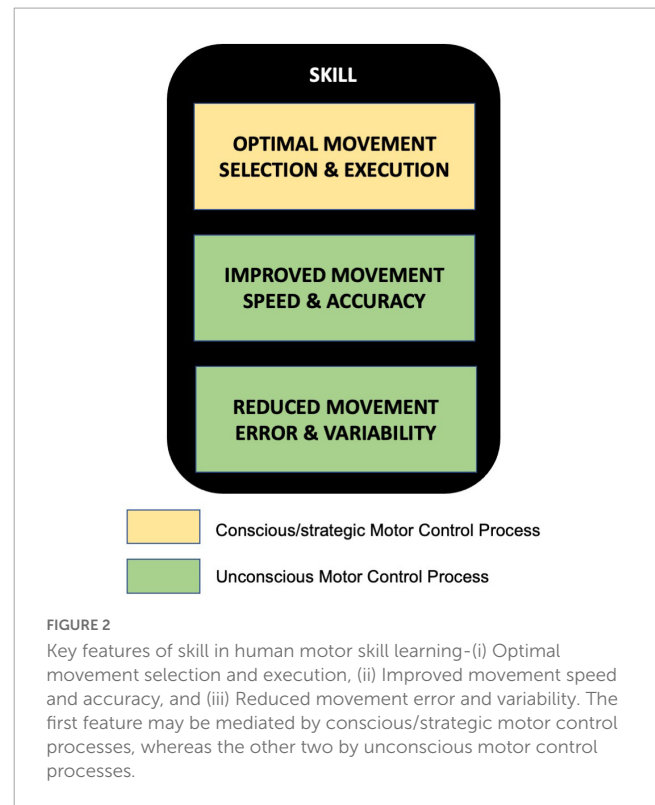 SKILL
OPTIMAL MOVEMENT
SELECTION & EXECUTION
IMPROVED MOVEMENT
SPEED & ACCURACY
REDUCED MOVEMENT
ERROR & VARIABILITY
Conscious/strategic Motor Control Process
Unconscious Motor Control Process
FIGURE 2
Key features of skill in human motor skill learning-(i) Optimal
movement selection and execution, (ii) Improved movement speed
and accuracy, and (iii) Reduced movement error and variability. The
first feature may be mediated by conscious/strategic motor control
processes, whereas the other two by unconscious motor control
processes.